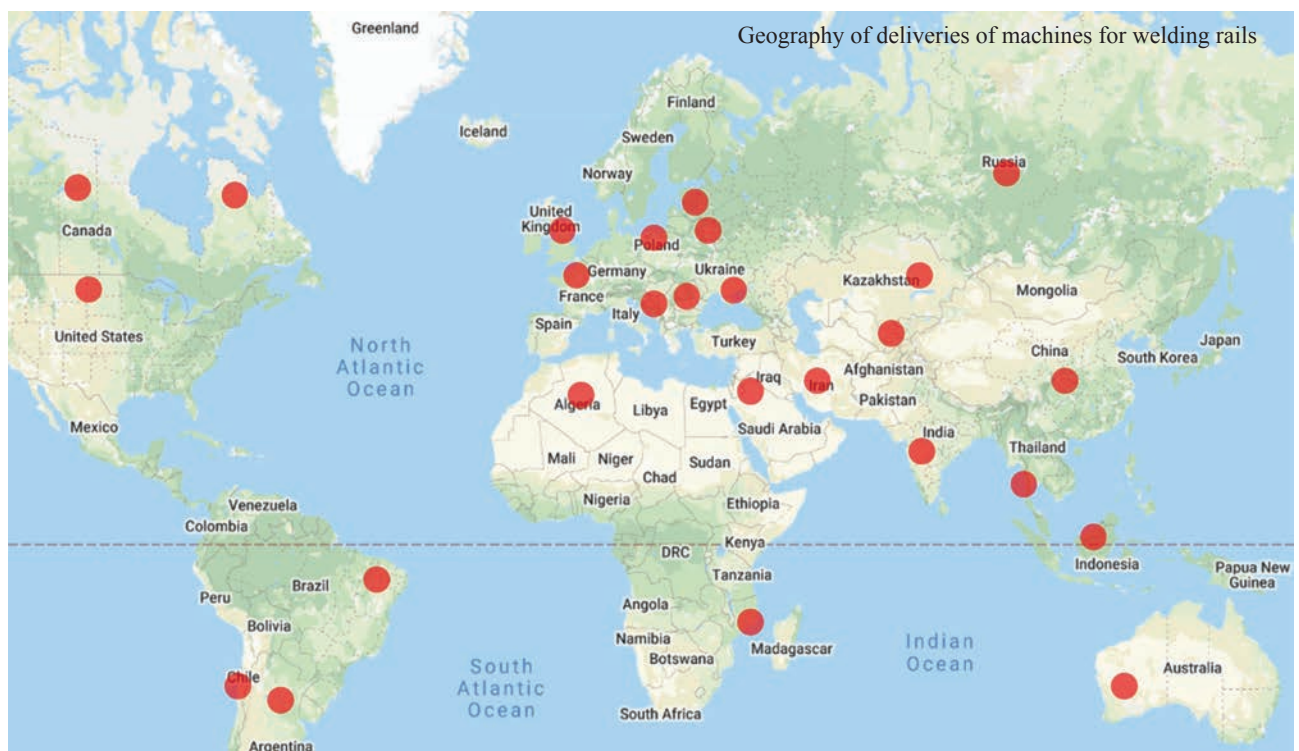 Geography of deliveries of machines for welding rails
Greenland
Iceland
Finland
Sweden
Norway
Russia
United
Kingdom
Canada
Poland
Germany
Ukraine
Kazakhstan
Mongolia
France
Italy
Spain
Turkey
United States
North
Atlantic
Ocean
Japan
China
South Korea
Afghanistan
Iraq
Iran
Pakistan
Algeria
Libya
Egypt
Saudi Arabia
India
Thailand
Mexico
Mali
Niger
Chad
Sudan
Nigeria
Ethiopia
Venezuela
Colombia
DRC
Kenya
Indonesia
Papua New
Guinea
Tanzania
Brazil
Peru
Bolivia
Angola
Namibia
Botswana
Madagascar
Indian
Ocean
Australia
South
Atlantic
Ocean
Chile
South Africa
Argentina